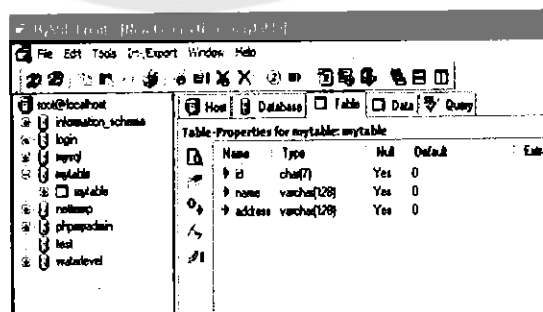 File Edit Tools Im-/Export Window Help
root@localhost
information_schema
login
mysql
mytable
mytable
phpmyadmin
test
waterlevel
Host Database Table Data Query
Table-Properties for mytable: mytable
Name Type Null Default
id char(7) Yes 0
name varchar(128) Yes 0
address varchar(128) Yes 0